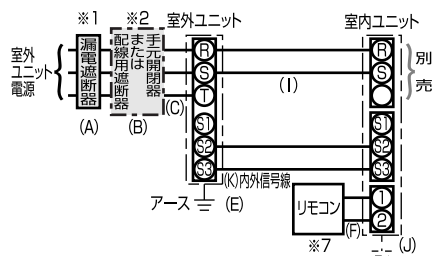 ※1
※2
室外ユニット
室内ユニット
室外
ユニット
電源
漏電遮断器
手元開閉器
または
配線用遮断器
R
S
T
S1
S2
S3
R
S
S1
S2
S3
1
2
別売
(A)
(B)
(C)
(I)
(K)内外信号線
アース
(E)
リモコン
(F)
(J)
※7